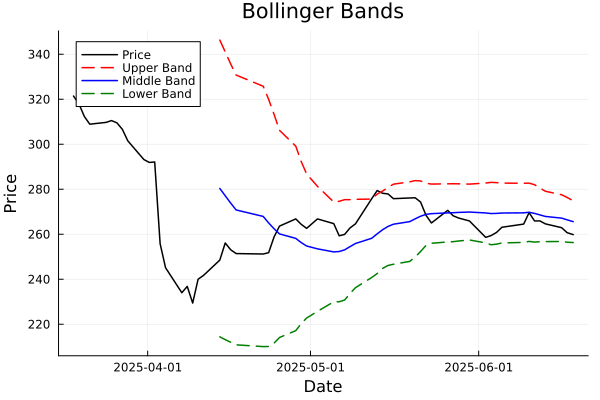 Bollinger Bands
Price
Upper Band
Middle Band
Lower Band
340
320
300
280
260
240
220
Price
2025-04-01
2025-05-01
2025-06-01
Date